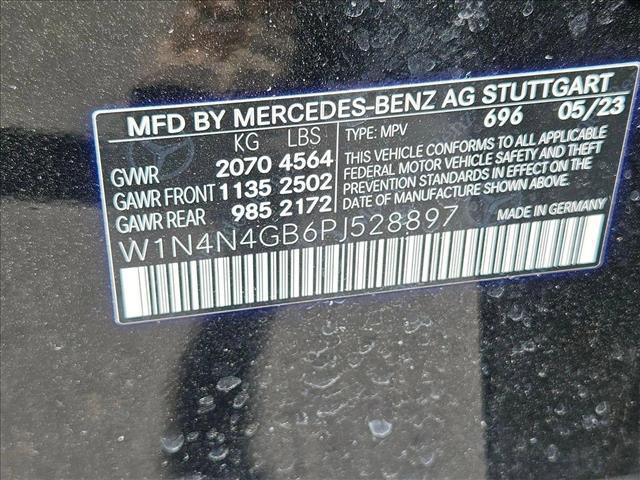 MFD BY MERCEDES-BENZ AG STUTTGART
KG LBS TYPE: MPV 696 05/23
GVWR 2070 4564
GAWR FRONT 1135 2502
GAWR REAR 985 2172
THIS VEHICLE CONFORMS TO ALL APPLICABLE
FEDERAL MOTOR VEHICLE SAFETY AND THEFT
PREVENTION STANDARDS IN EFFECT ON THE
DATE OF MANUFACTURE SHOWN ABOVE.
W1N4N4GB6PJ528897 MADE IN GERMANY